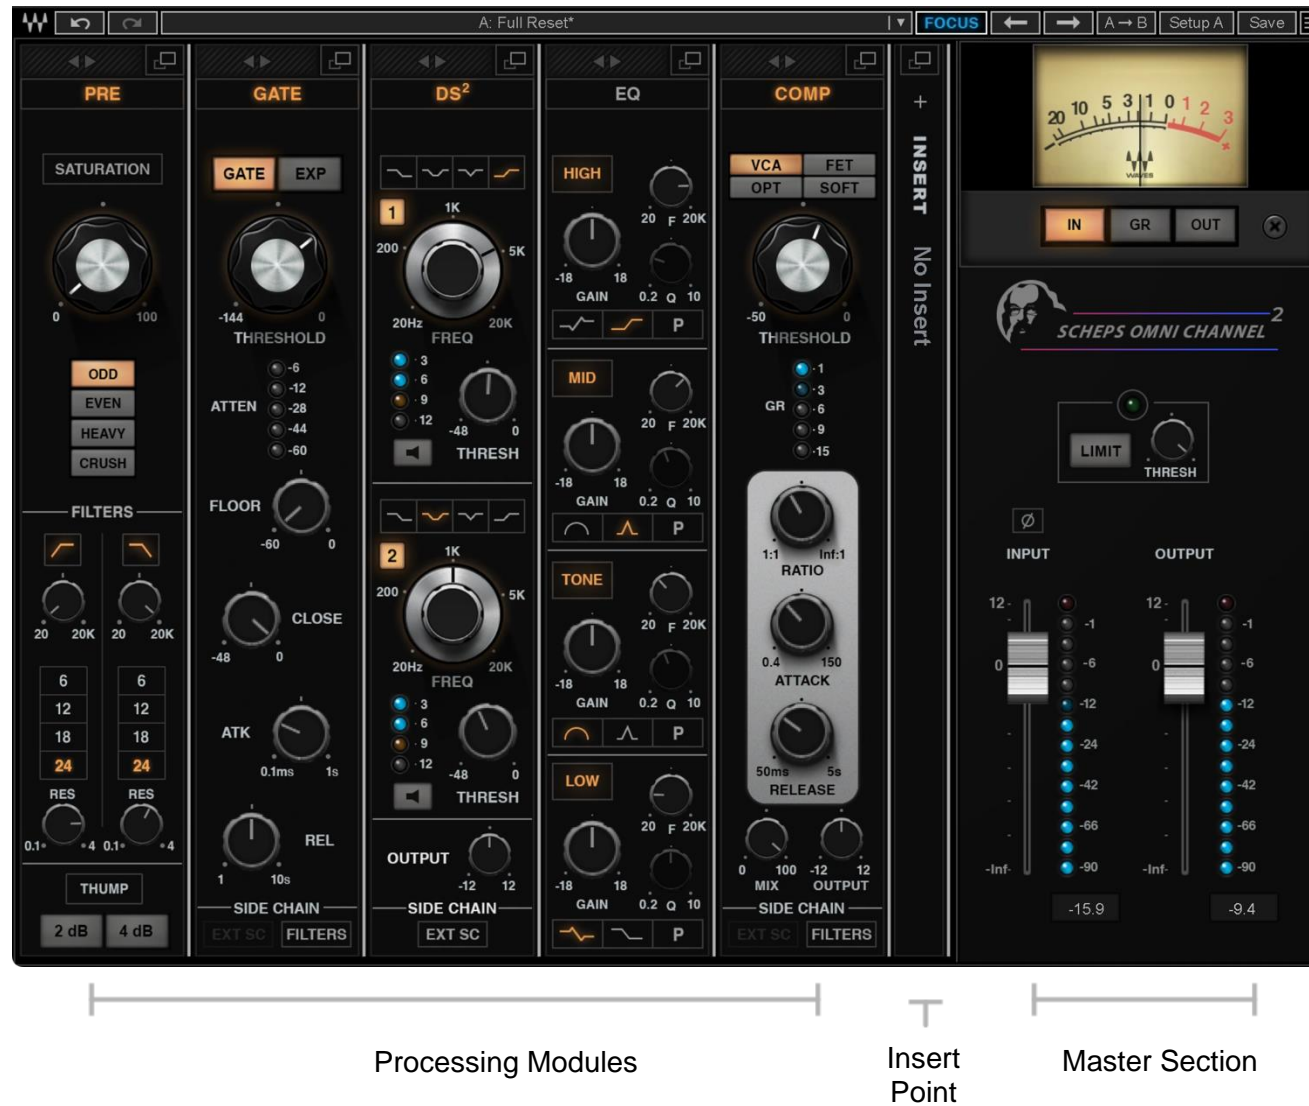 A: Full Reset*
FOCUS
A → B
Setup A
Save
PRE
SATURATION
0 100
ODD
EVEN
HEAVY
CRUSH
FILTERS
20 20K 20 20K
6 6
12 12
18 18
24 24
RES RES
0.1 4 0.1 4
THUMP
2 dB 4 dB
GATE
GATE EXP
-144 0
THRESHOLD
ATTEN
-6
-12
-28
-44
-60
FLOOR
-60 0
CLOSE
-48 0
ATK
0.1ms 1s
REL
1 10s
SIDE CHAIN
EXT SC FILTERS
DS2
1
1K
200 5K
20Hz 20K
FREQ
3
6
9
12
-48 0
THRESH
2
1K
200 5K
20Hz 20K
FREQ
3
6
9
12
-48 0
THRESH
OUTPUT
-12 12
SIDE CHAIN
EXT SC
EQ
HIGH
20 F 20K
-18 18
GAIN
0.2 Q 10
P
MID
20 F 20K
-18 18
GAIN
0.2 Q 10
P
TONE
20 F 20K
-18 18
GAIN
0.2 Q 10
P
LOW
20 F 20K
-18 18
GAIN
0.2 Q 10
P
COMP
VCA FET
OPT SOFT
-50 0
THRESHOLD
GR
1
3
6
9
-15
1:1 Inf:1
RATIO
0.4 150
ATTACK
50ms 5s
RELEASE
0 100 -12 12
MIX OUTPUT
SIDE CHAIN
EXT SC FILTERS
+ INSERT No Insert
20 10 5 3 1 0 1 2 3
WAVES
IN GR OUT
SCHEPS OMNI CHANNEL 2
LIMIT
THRESH
Ø
INPUT OUTPUT
12 12
-1 -1
0 -6 0 -6
-12 -12
-24 -24
-42 -42
-66 -66
-Inf- -90 -Inf- -90
-15.9 -9.4
Processing Modules
Insert
Point
Master Section